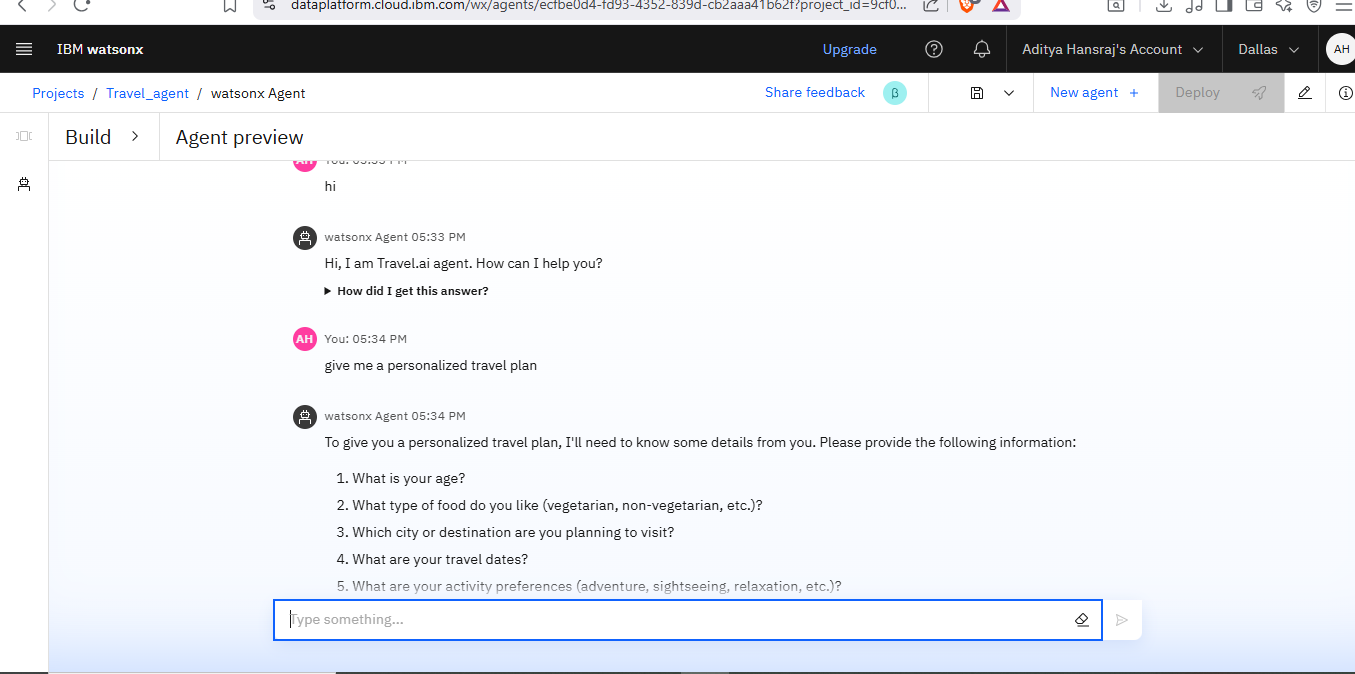 dataplatform.cloud.ibm.com/wx/agents/ecfbe0d4-fd93-4352-839d-cb2aaa41b62f?project_id=9cf0...
IBM watsonx
Upgrade
Aditya Hansraj's Account
Dallas
AH
Projects / Travel_agent / watsonx Agent
Share feedback
β
New agent +
Deploy
Build
Agent preview
AH
You: 05:33 PM
hi
watsonx Agent 05:33 PM
Hi, I am Travel.ai agent. How can I help you?
How did I get this answer?
AH
You: 05:34 PM
give me a personalized travel plan
watsonx Agent 05:34 PM
To give you a personalized travel plan, I'll need to know some details from you. Please provide the following information:
1. What is your age?
2. What type of food do you like (vegetarian, non-vegetarian, etc.)?
3. Which city or destination are you planning to visit?
4. What are your travel dates?
5. What are your activity preferences (adventure, sightseeing, relaxation, etc.)?
Type something...